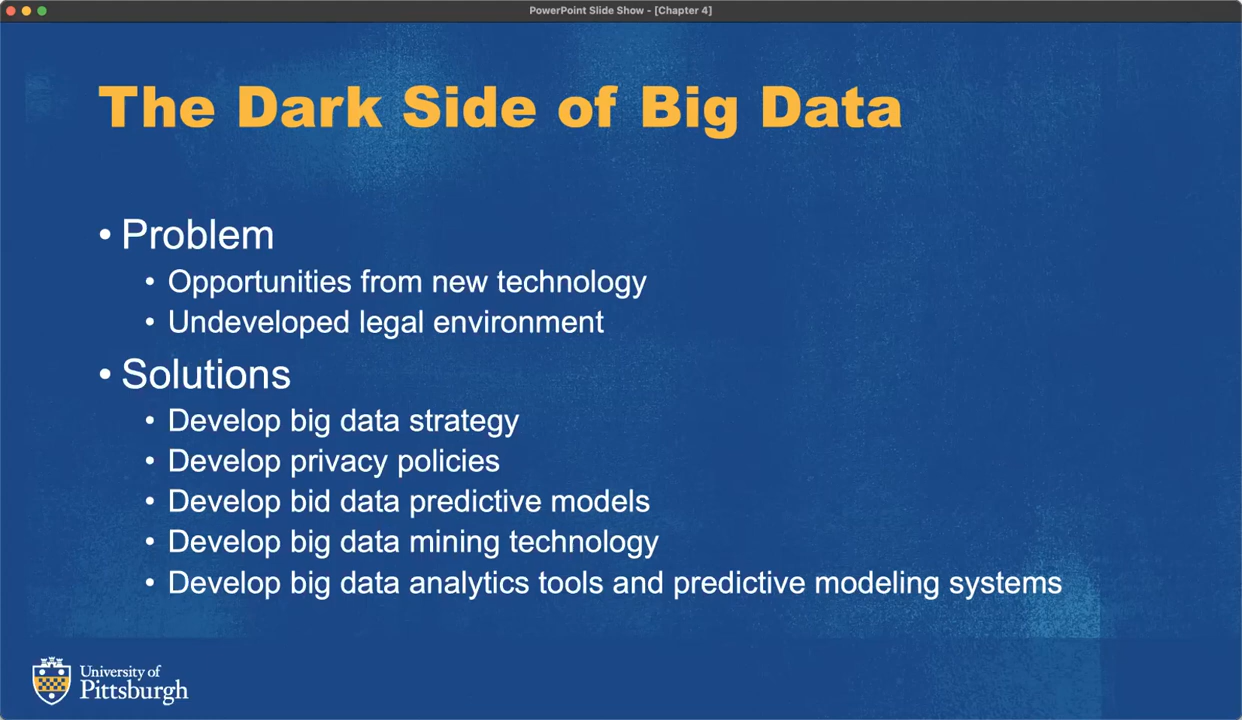 PowerPoint Slide Show - [Chapter 4]
The Dark Side of Big Data
• Problem
• Opportunities from new technology
• Undeveloped legal environment
• Solutions
• Develop big data strategy
• Develop privacy policies
• Develop bid data predictive models
• Develop big data mining technology
• Develop big data analytics tools and predictive modeling systems
University of
Pittsburgh